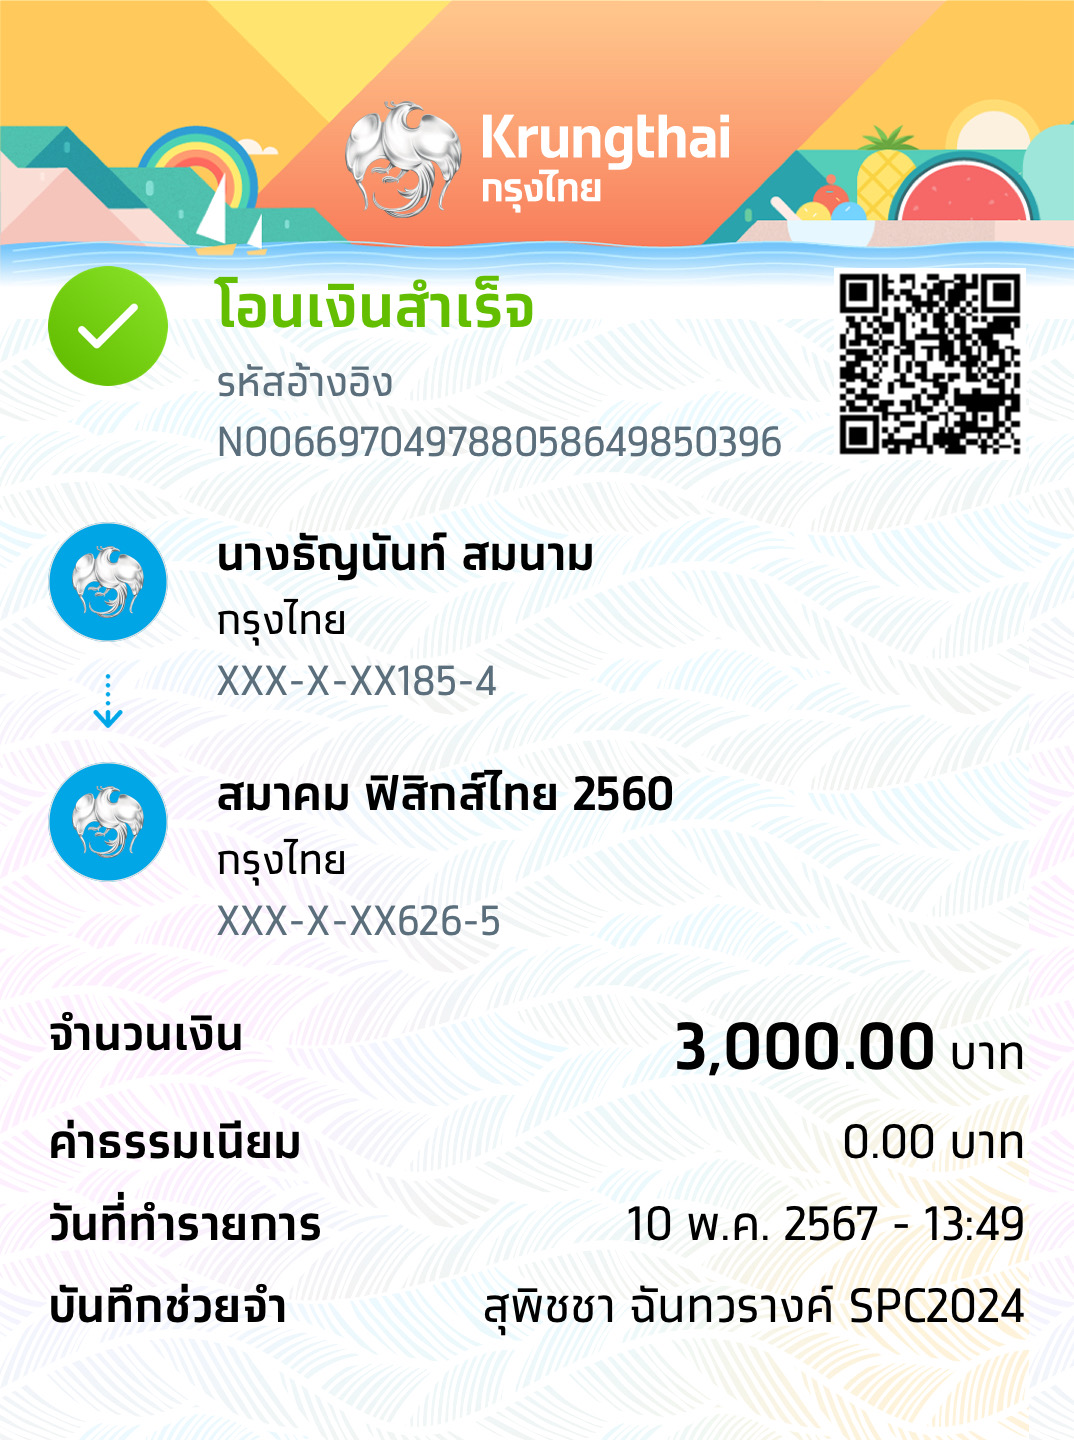 Krungthai
กรุงไทย
โอนเงินสำเร็จ
รหัสอ้างอิง
N00669704978805864985​0396
นางธัญนันท์ สมนาม
กรุงไทย
XXX-X-XX185-4
สมาคม ฟิสิกส์ไทย 2560
กรุงไทย
XXX-X-XX626-5
จำนวนเงิน 3,000.00 บาท
ค่าธรรมเนียม 0.00 บาท
วันที่ทำรายการ 10 พ.ค. 2567 - 13:49
บันทึกช่วยจำ สุพิชชา ฉันทวรางค์ SPC2024